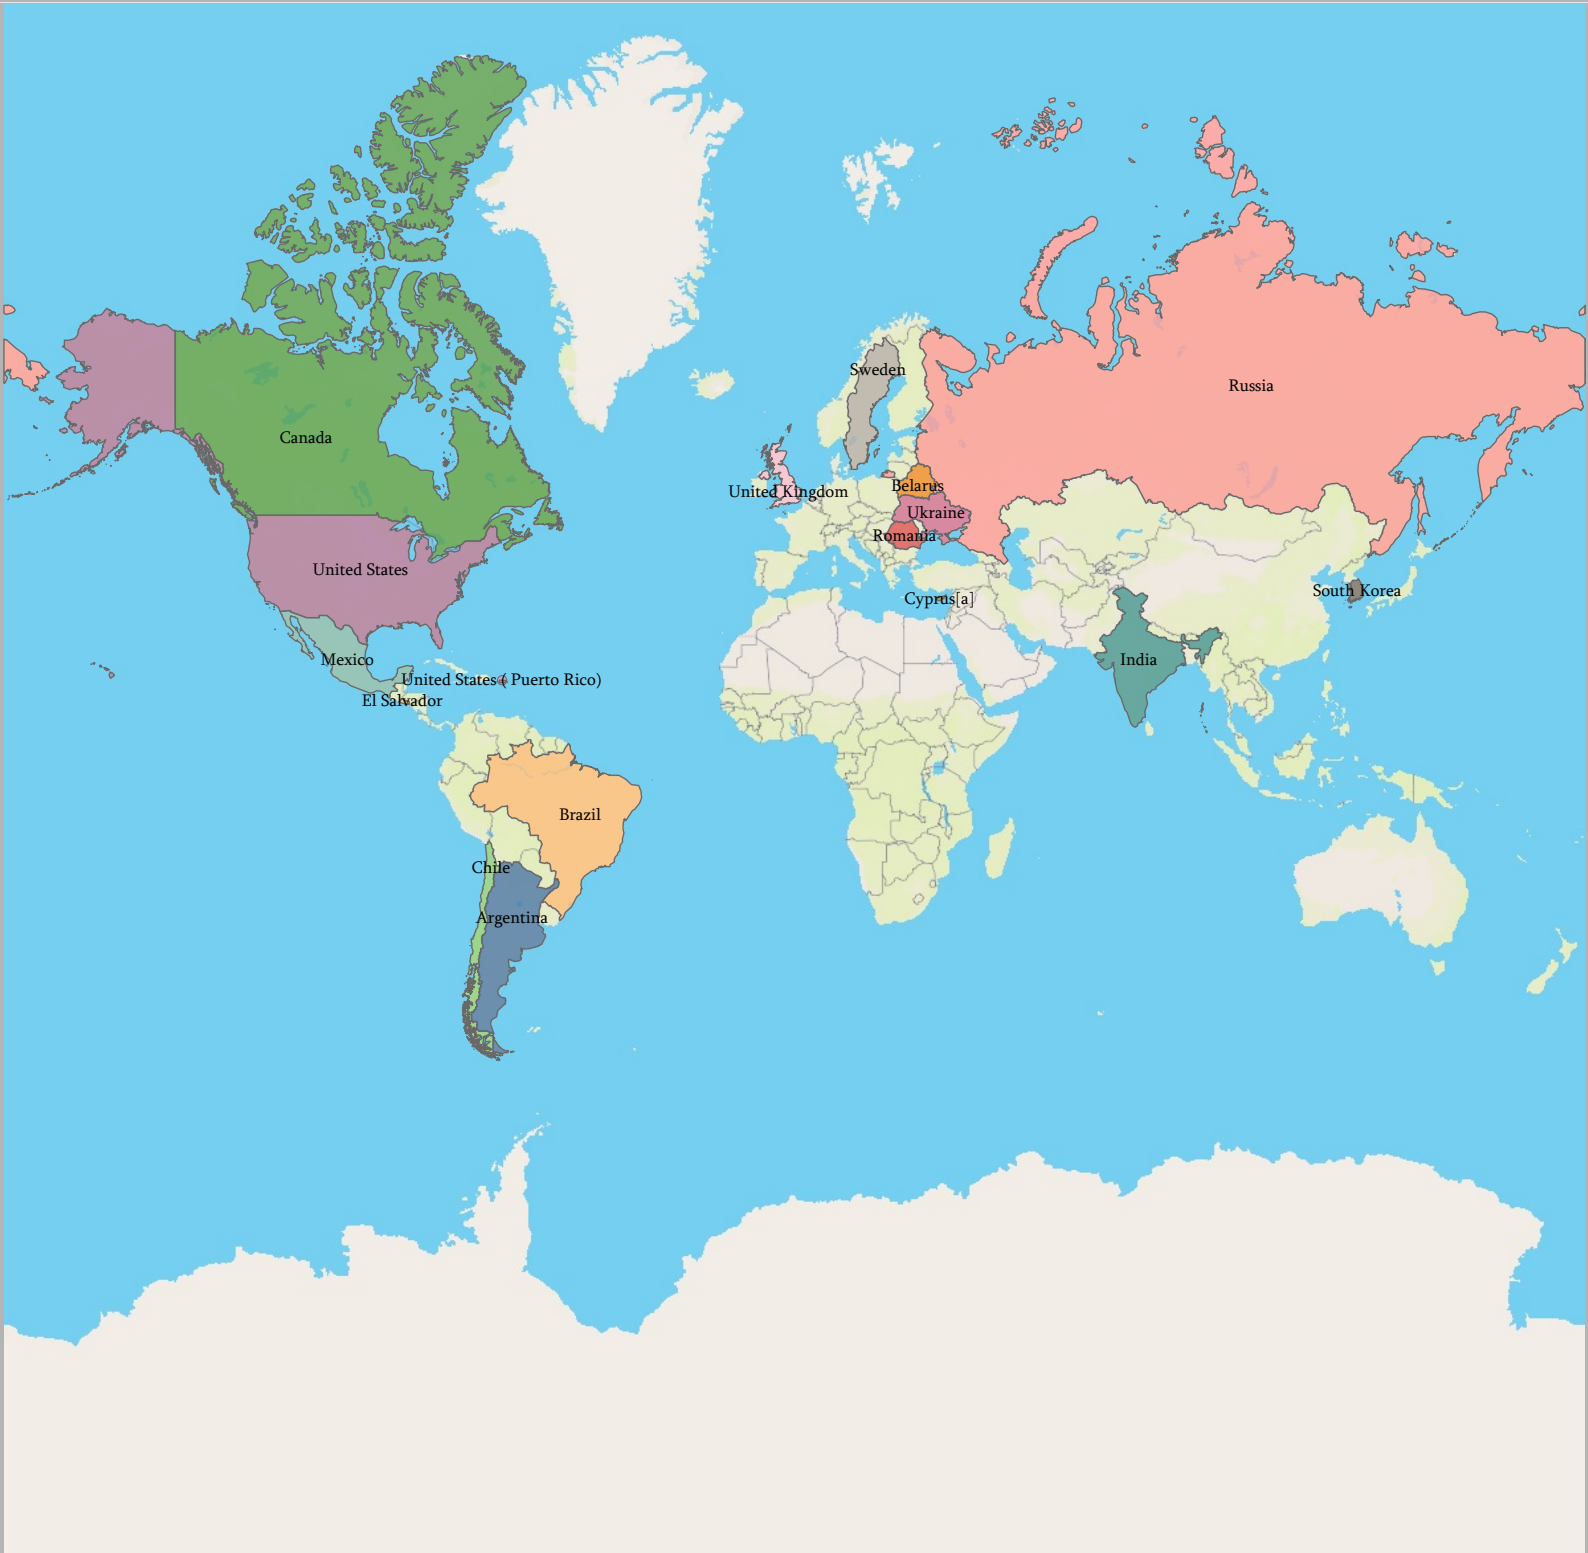 Sweden
Russia
Canada
Belarus
United Kingdom
Ukraine
Romania
United States
South Korea
Cyprus[a]
Mexico
India
United States ( Puerto Rico)
El Salvador
Brazil
Chile
Argentina